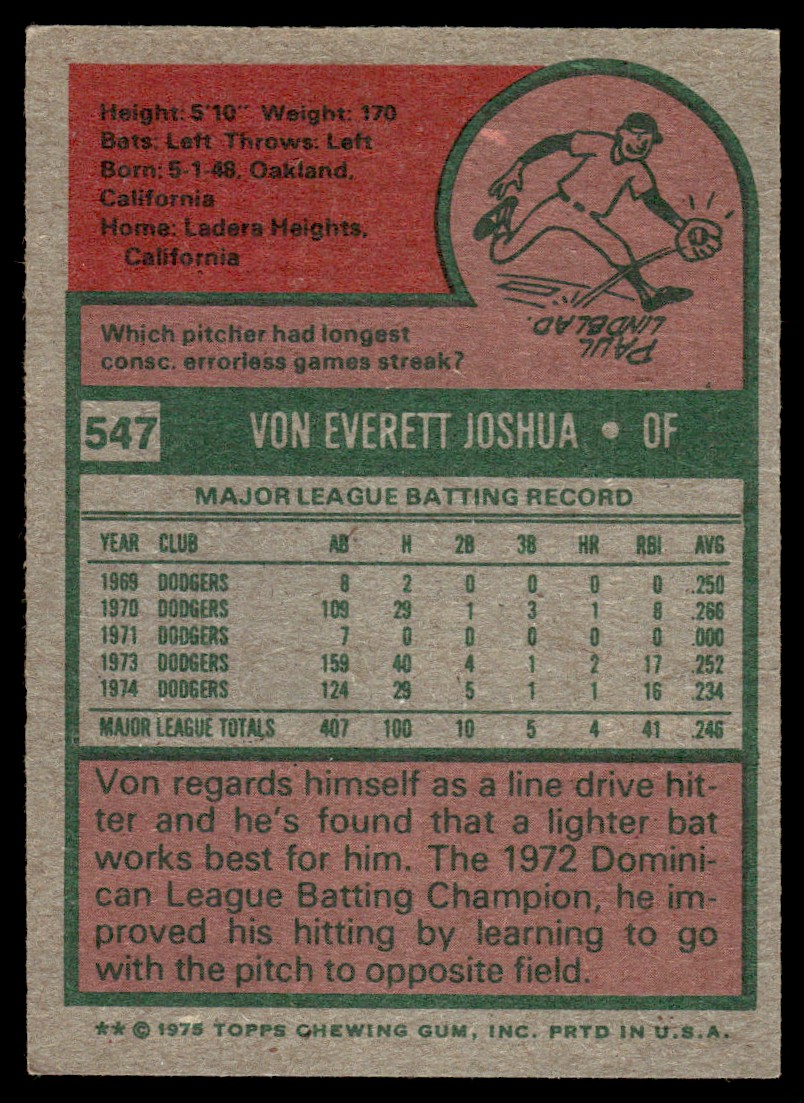 Height: 5'10" Weight: 170
Bats: Left Throws: Left
Born: 5-1-48, Oakland,
California
Home: Ladera Heights,
California
Which pitcher had longest
consc. errorless games streak?
PAUL
LINDBLAD.
547 VON EVERETT JOSHUA • OF
MAJOR LEAGUE BATTING RECORD
YEAR CLUB AB H 2B 3B HR RBI AVG
1969 DODGERS 8 2 0 0 0 0 .250
1970 DODGERS 109 29 1 3 1 8 .266
1971 DODGERS 7 0 0 0 0 0 .000
1973 DODGERS 159 40 4 1 2 17 .252
1974 DODGERS 124 29 5 1 1 16 .234
MAJOR LEAGUE TOTALS 407 100 10 5 4 41 .246
Von regards himself as a line drive hit-
ter and he's found that a lighter bat
works best for him. The 1972 Domini-
can League Batting Champion, he im-
proved his hitting by learning to go
with the pitch to opposite field.
** © 1975 TOPPS CHEWING GUM, INC. PRTD IN U.S.A.